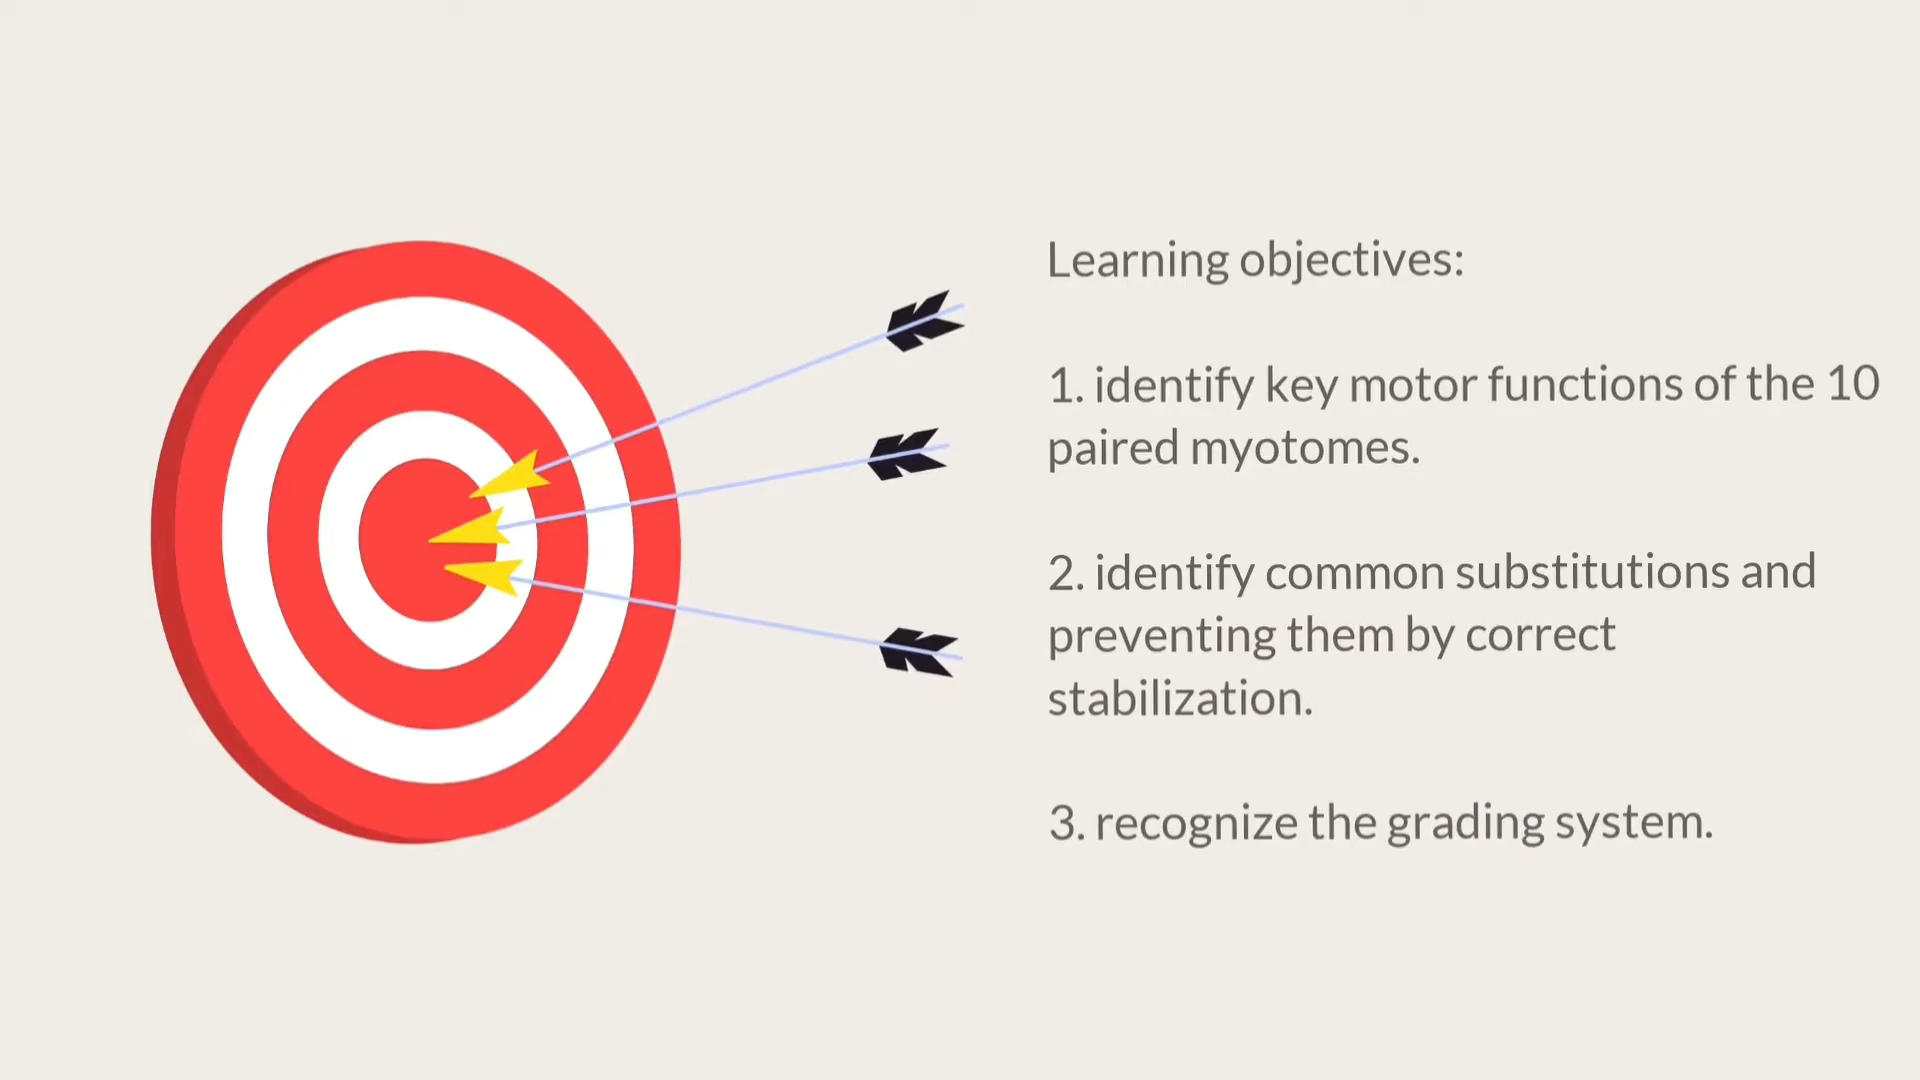 Learning objectives:
1. identify key motor functions of the 10
paired myotomes.
2. identify common substitutions and
preventing them by correct
stabilization.
3. recognize the grading system.